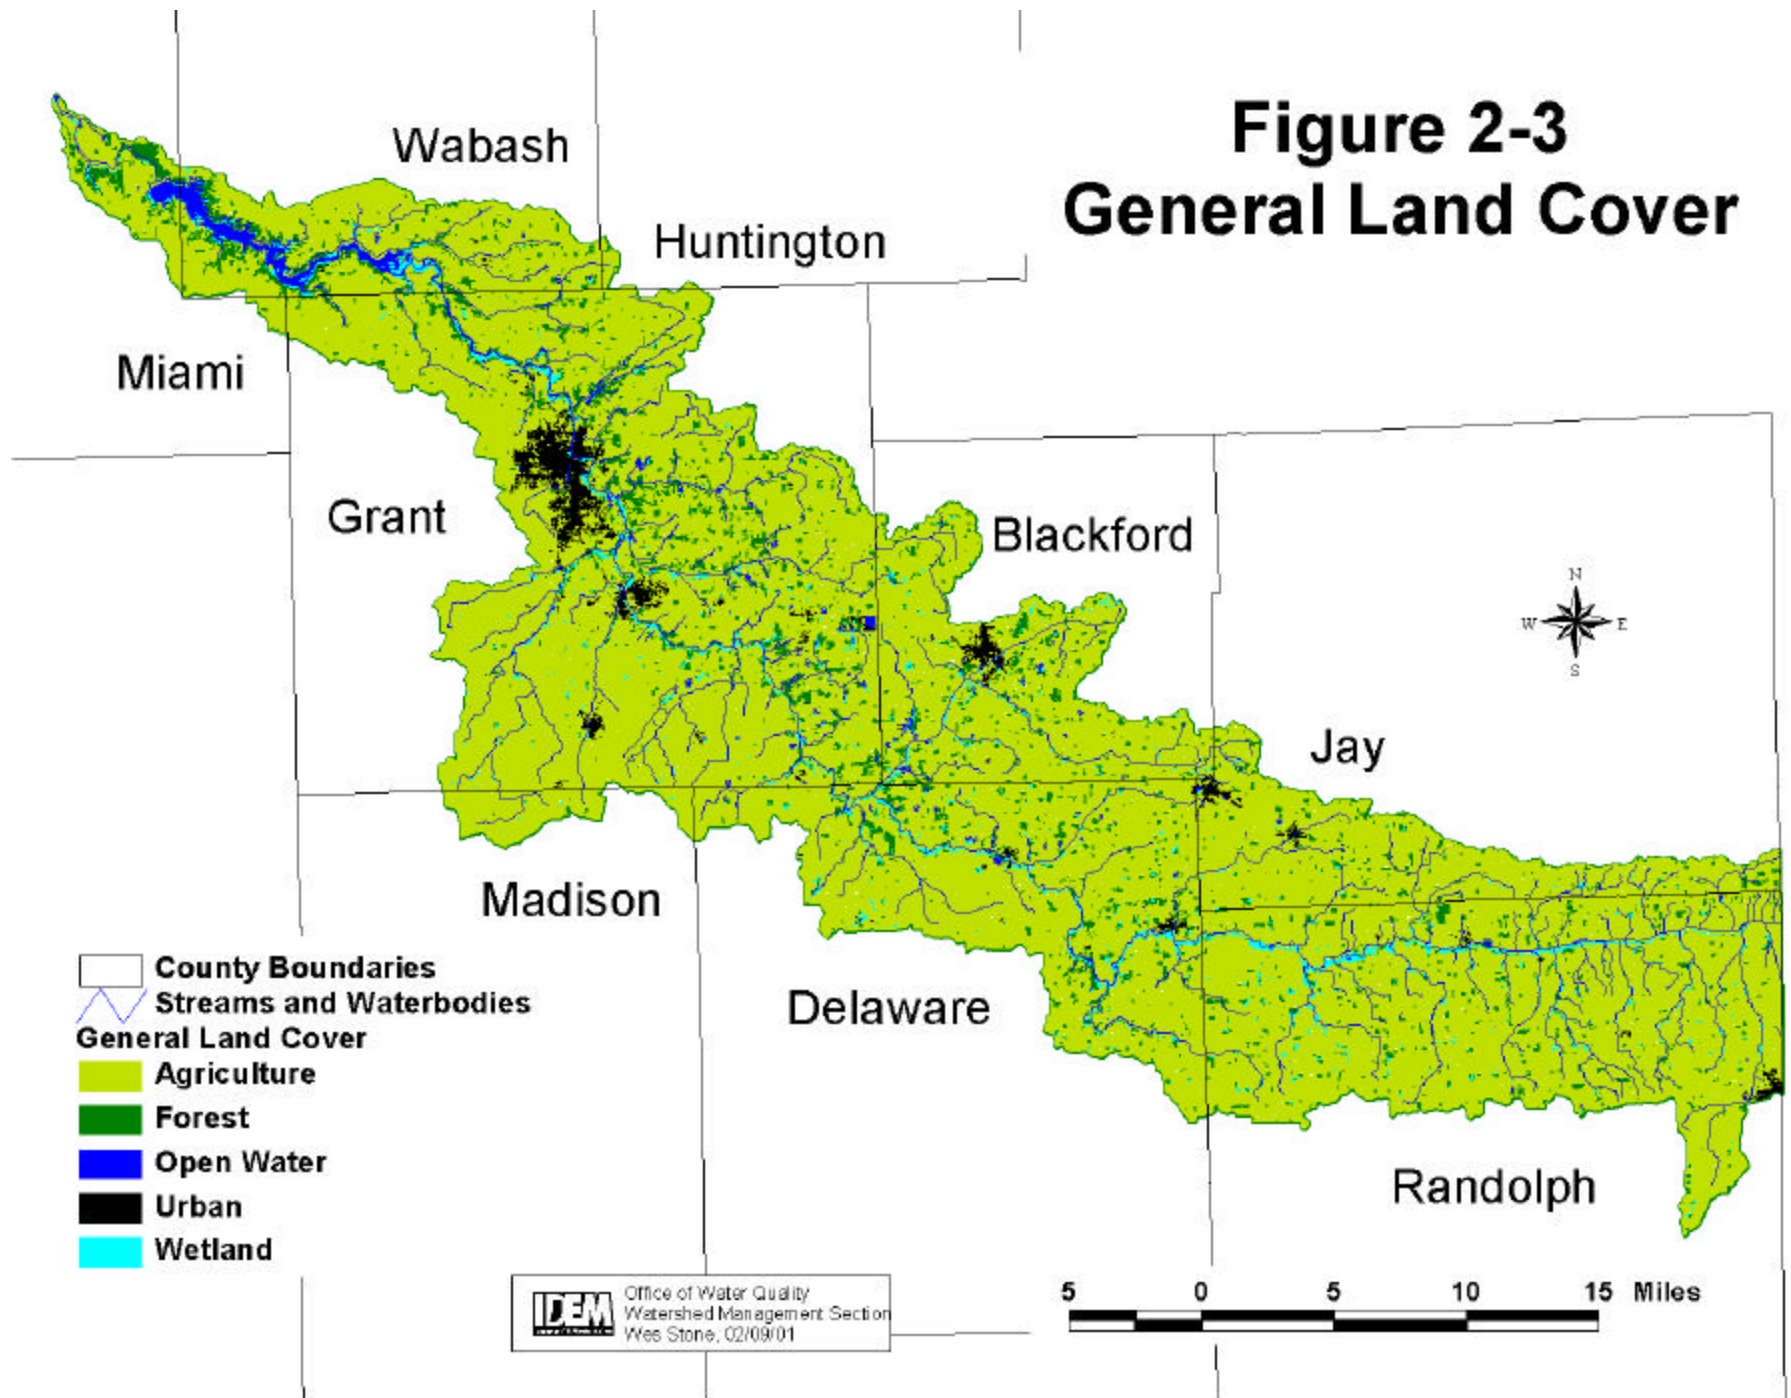 Figure 2-3
General Land Cover
Wabash
Huntington
Miami
Grant
Blackford
N
W E
S
Jay
Madison
Delaware
Randolph
County Boundaries
Streams and Waterbodies
General Land Cover
Agriculture
Forest
Open Water
Urban
Wetland
IDEM
Office of Water Quality
Watershed Management Section
Wes Stone, 02/09/01
5 0 5 10 15 Miles